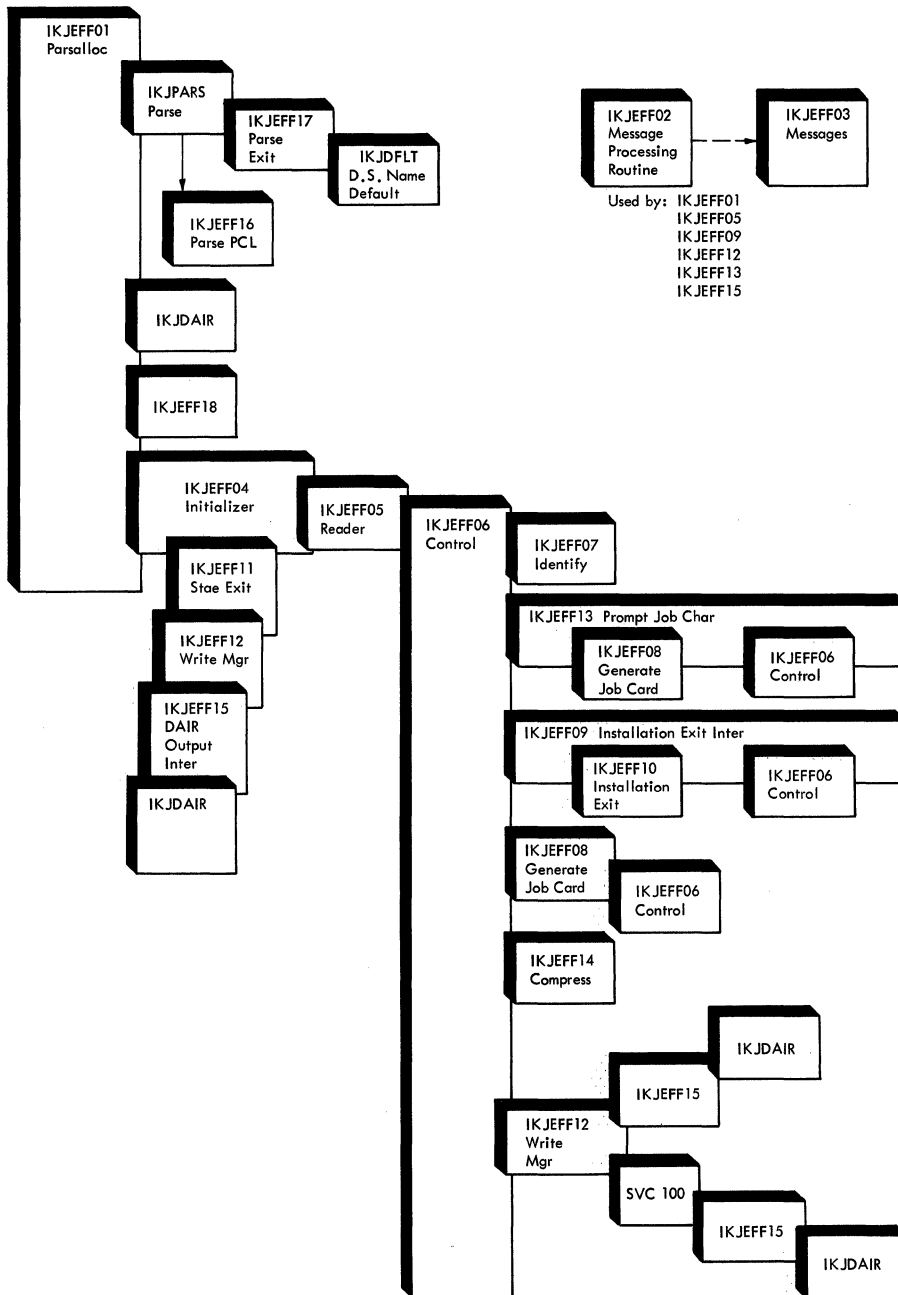 IKJEFF01
Parsalloc
IKJPARS
Parse
IKJEFF17
Parse
Exit
IKJDFLT
D.S. Name
Default
IKJEFF16
Parse PCL
IKJEFF02
Message
Processing
Routine
IKJEFF03
Messages
Used by: IKJEFF01
IKJEFF05
IKJEFF09
IKJEFF12
IKJEFF13
IKJEFF15
IKJDAIR
IKJEFF18
IKJEFF04
Initializer
IKJEFF05
Reader
IKJEFF06
Control
IKJEFF11
Stae Exit
IKJEFF12
Write Mgr
IKJEFF15
DAIR
Output
Inter
IKJDAIR
IKJEFF07
Identify
IKJEFF13 Prompt Job Char
IKJEFF08
Generate
Job Card
IKJEFF06
Control
IKJEFF09 Installation Exit Inter
IKJEFF10
Installation
Exit
IKJEFF06
Control
IKJEFF08
Generate
Job Card
IKJEFF06
Control
IKJEFF14
Compress
IKJEFF12
Write
Mgr
IKJEFF15
IKJDAIR
SVC 100
IKJEFF15
IKJDAIR